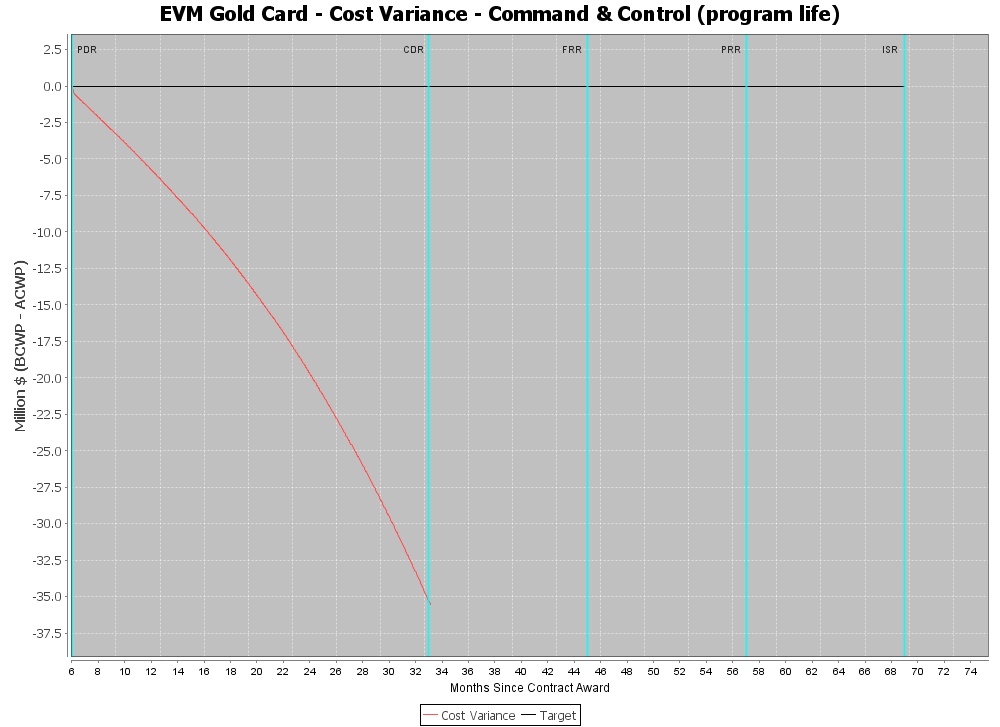 EVM Gold Card - Cost Variance - Command & Control (program life)
PDR CDR FRR PRR ISR
2.5
0.0
-2.5
-5.0
-7.5
-10.0
-12.5
-15.0
-17.5
-20.0
-22.5
-25.0
-27.5
-30.0
-32.5
-35.0
-37.5
Million $ (BCWP - ACWP)
6 8 10 12 14 16 18 20 22 24 26 28 30 32 34 36 38 40 42 44 46 48 50 52 54 56 58 60 62 64 66 68 70 72 74
Months Since Contract Award
Cost Variance Target